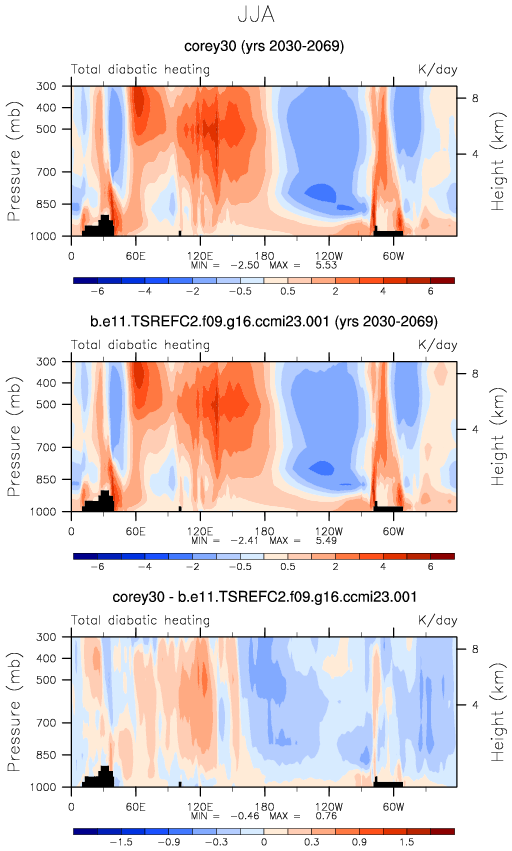 JJA
corey30 (yrs 2030-2069)
Total diabatic heating K/day
300
400
500
700
850
1000
Pressure (mb)
8
4
Height (km)
0 60E 120E 180 120W 60W
MIN = -2.50 MAX = 5.53
-6 -4 -2 -1 -0.5 0.5 1 2 4 6
b.e11.TSREFC2.f09.g16.ccmi23.001 (yrs 2030-2069)
Total diabatic heating K/day
300
400
500
700
850
1000
Pressure (mb)
8
4
Height (km)
0 60E 120E 180 120W 60W
MIN = -2.41 MAX = 5.49
-6 -4 -2 -1 -0.5 0.5 1 2 4 6
corey30 - b.e11.TSREFC2.f09.g16.ccmi23.001
Total diabatic heating K/day
300
400
500
700
850
1000
Pressure (mb)
8
4
Height (km)
0 60E 120E 180 120W 60W
MIN = -0.46 MAX = 0.76
-1.5 -0.9 -0.3 0 0.3 0.9 1.5